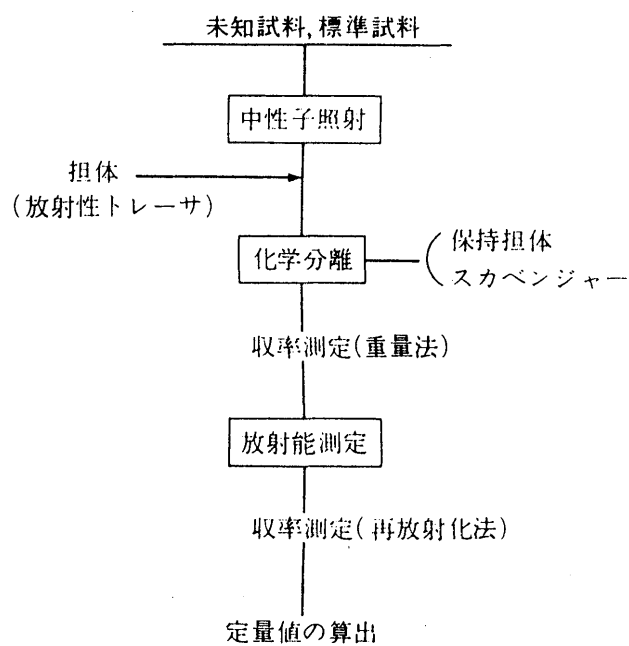 未知試料,標準試料
中性子照射
担体
(放射性トレーサ)
化学分離
保持担体
スカベンジャー
収率測定(重量法)
放射能測定
収率測定(再放射化法)
定量値の算出